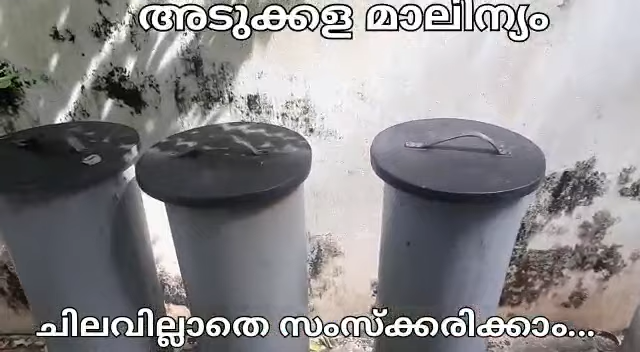 അടുക്കള മാലിന്യം
ചിലവില്ലാതെ സംസ്ക്കരിക്കാം...